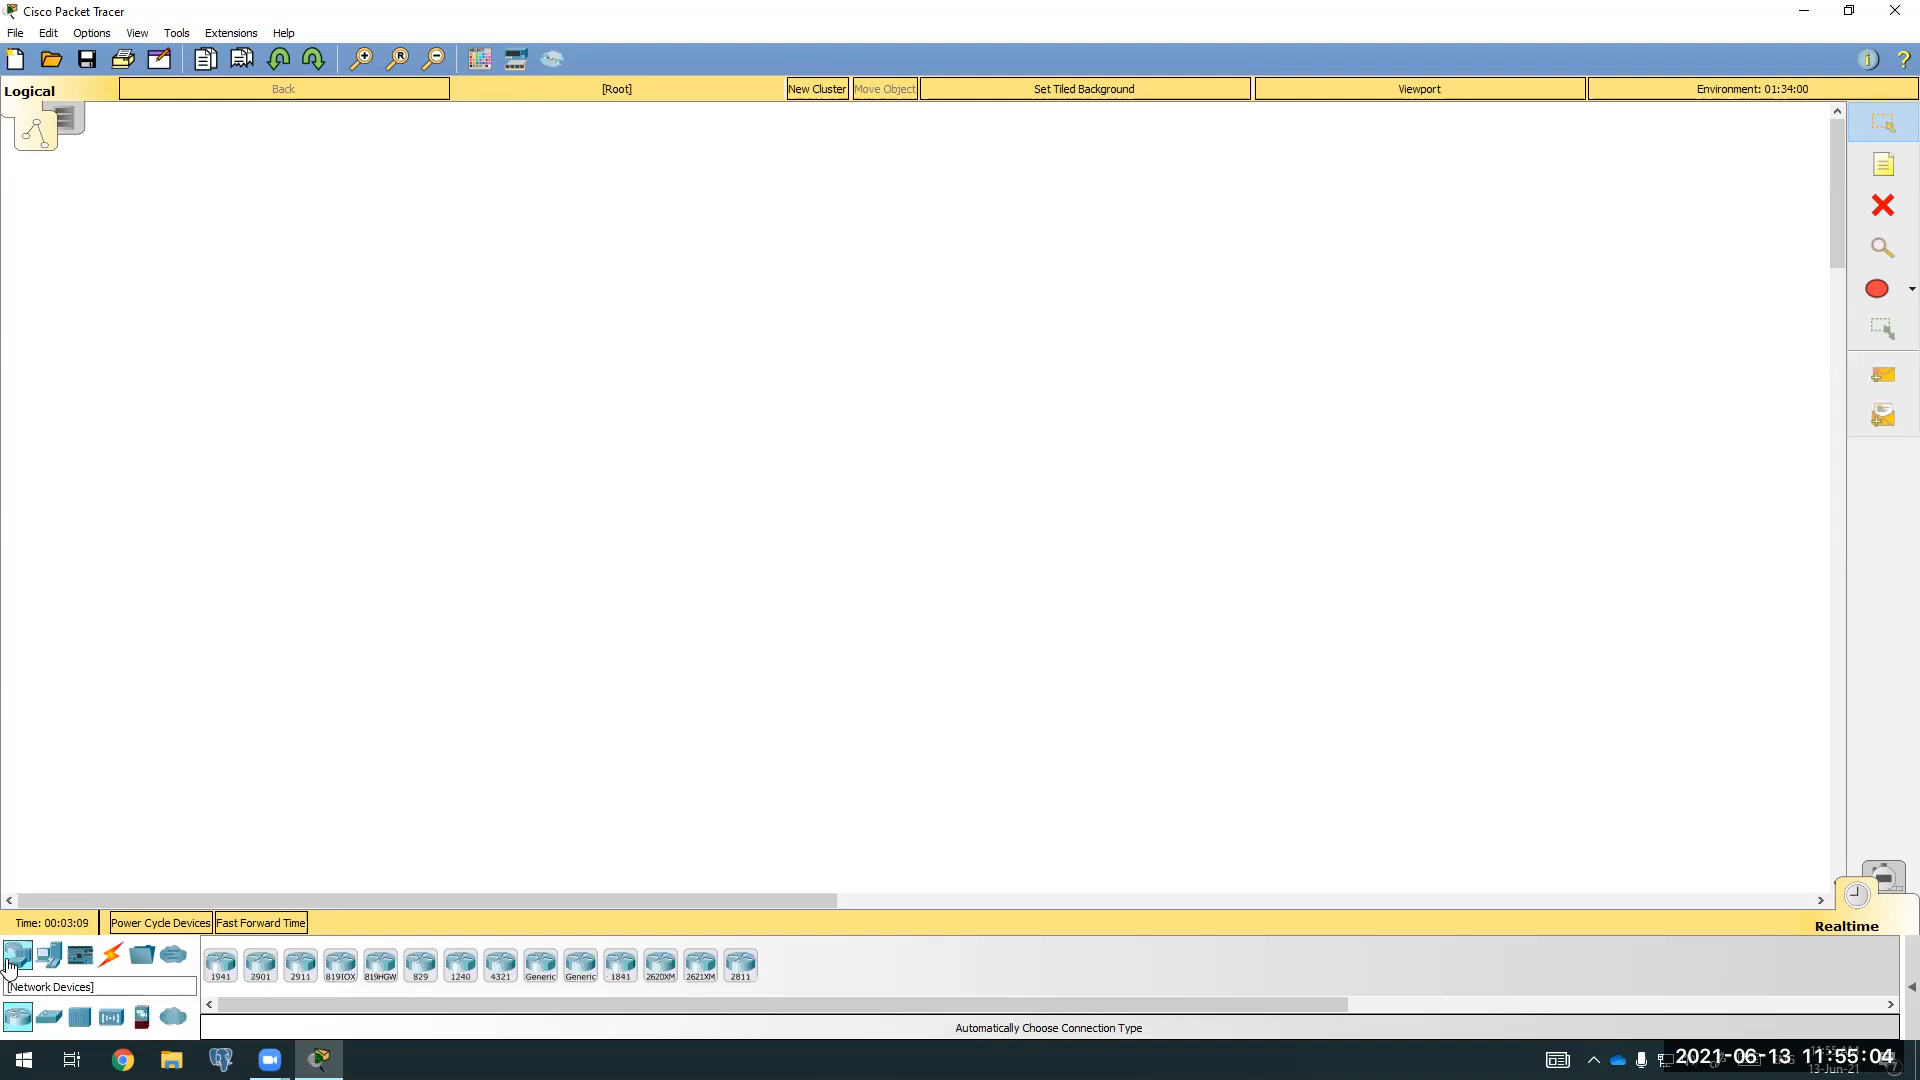 Cisco Packet Tracer
File Edit Options View Tools Extensions Help
Logical Back [Root] New Cluster Move Object Set Tiled Background Viewport Environment: 01:34:00
Time: 00:03:09 Power Cycle Devices Fast Forward Time Realtime
1941 2901 2911 819IOX 819HGW 829 1240 4321 Generic Generic 1841 2620XM 2621XM 2811
[Network Devices]
Automatically Choose Connection Type
2021-06-13 11:55:04
13-Jun-21